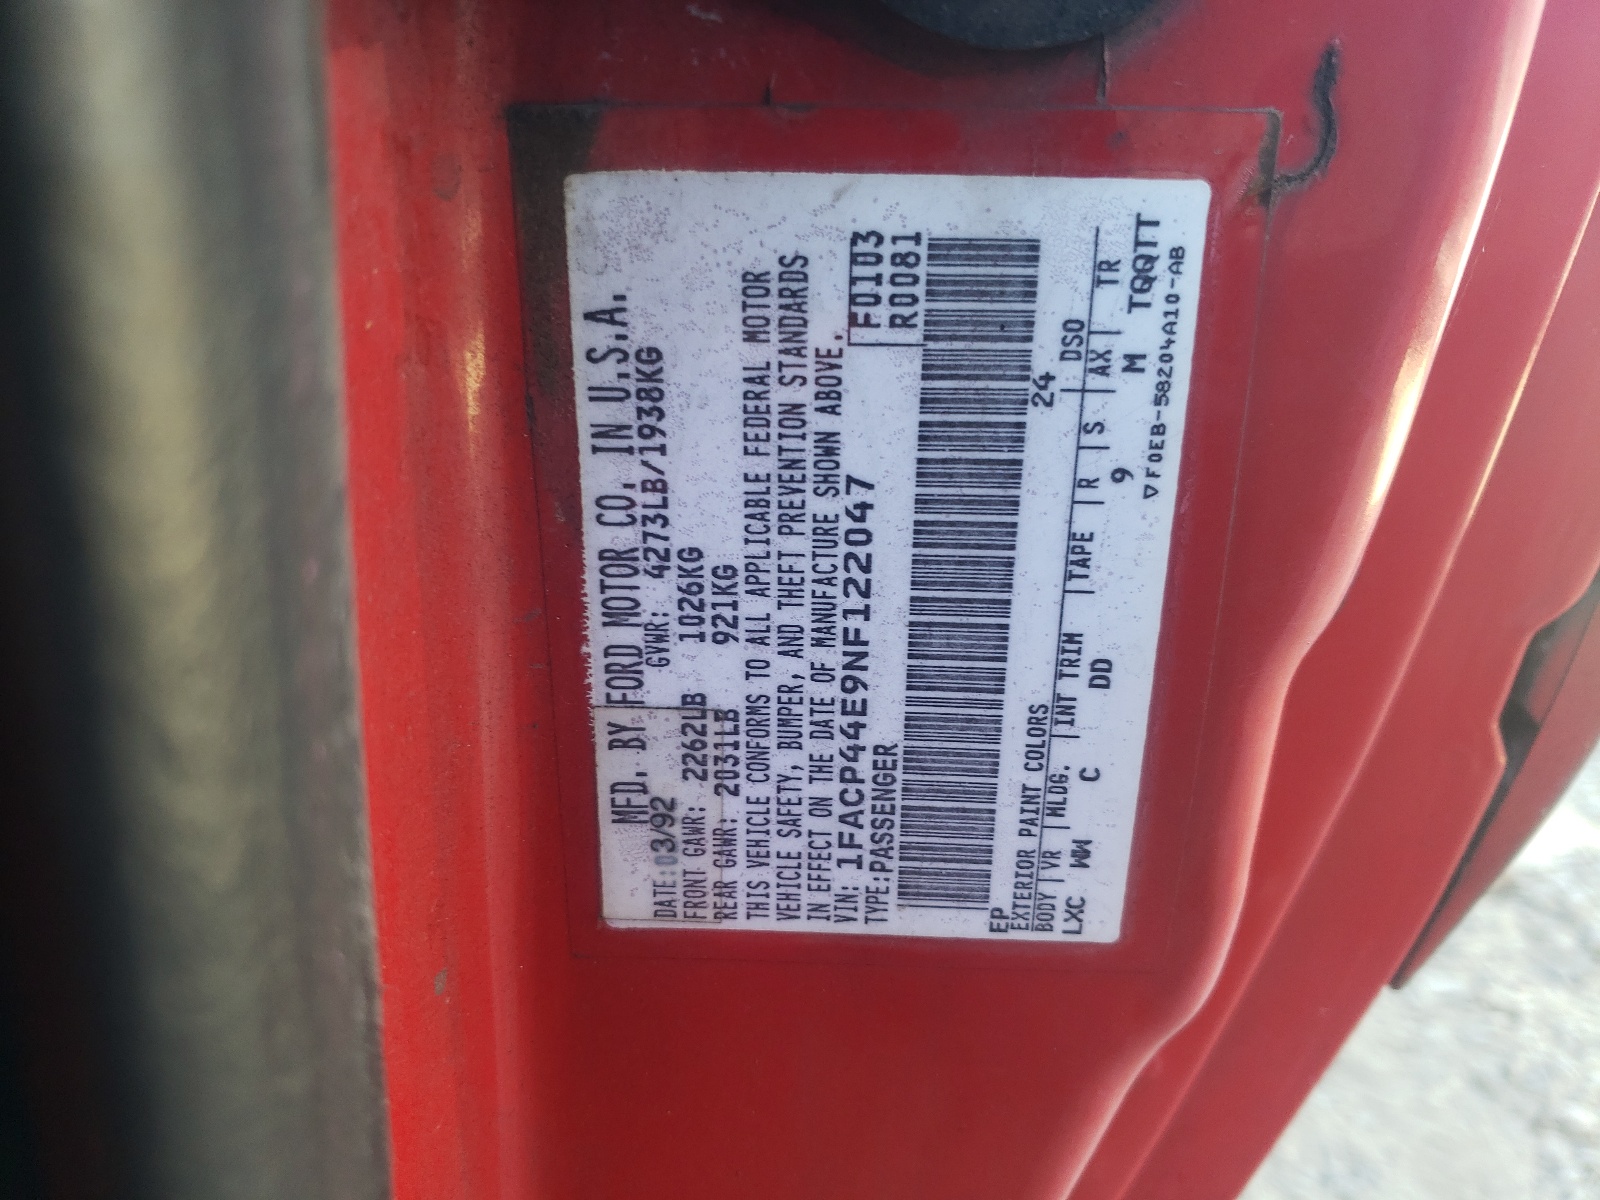 MFD. BY FORD MOTOR CO. IN U.S.A.
DATE: 03/92 GVWR: 4273LB/1938KG
FRONT GAWR: 2262LB 1026KG
REAR GAWR: 2031LB 921KG
THIS VEHICLE CONFORMS TO ALL APPLICABLE FEDERAL MOTOR
VEHICLE SAFETY, BUMPER, AND THEFT PREVENTION STANDARDS
IN EFFECT ON THE DATE OF MANUFACTURE SHOWN ABOVE.
VIN: 1FACP44E9NF122047 F0103
TYPE: PASSENGER R0081
EP 24
EXTERIOR PAINT COLORS DSO
BODY VR MLDG. INT TRIM TAPE R S AX TR
LXC WW C DD 9 M TQQTT
▽F0EB-58204A10-AB